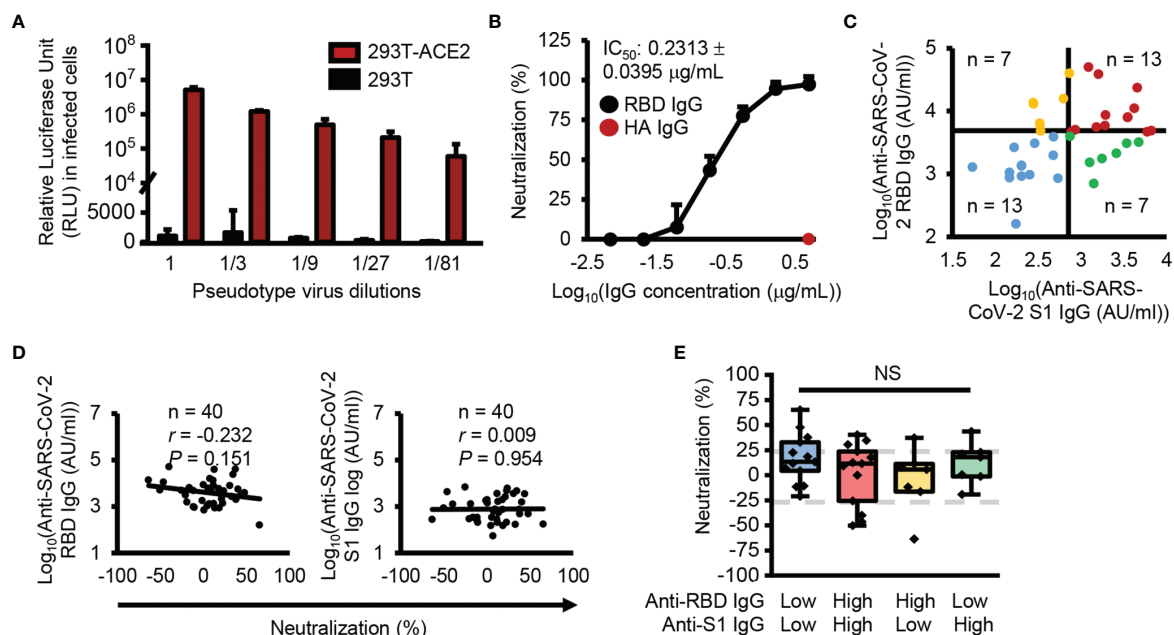 A
Relative Luciferase Unit
(RLU) in infected cells
10^8
10^7
10^6
10^5
10^4
5000
0
293T-ACE2
293T
1 1/3 1/9 1/27 1/81
Pseudotype virus dilutions
B
Neutralization (%)
125
100
75
50
25
0
IC50: 0.2313 ±
0.0395 μg/mL
RBD IgG
HA IgG
-2.5 -1.5 -0.5 0.5
Log10(IgG concentration (μg/mL))
C
Log10(Anti-SARS-CoV-
2 RBD IgG (AU/ml))
5
4
3
2
n = 7 n = 13
n = 13 n = 7
1.5 2 2.5 3 3.5 4
Log10(Anti-SARS-
CoV-2 S1 IgG (AU/ml))
D
Log10(Anti-SARS-CoV-2
RBD IgG (AU/ml))
7
5
3
1
n = 40
r = -0.232
P = 0.151
-100 -50 0 50 100
Log10(Anti-SARS-CoV-2
S1 IgG log (AU/ml))
7
5
3
1
n = 40
r = 0.009
P = 0.954
-100 -50 0 50 100
Neutralization (%)
E
Neutralization (%)
100
75
50
25
0
-25
-50
-75
-100
NS
Anti-RBD IgG Low High High Low
Anti-S1 IgG Low High Low High